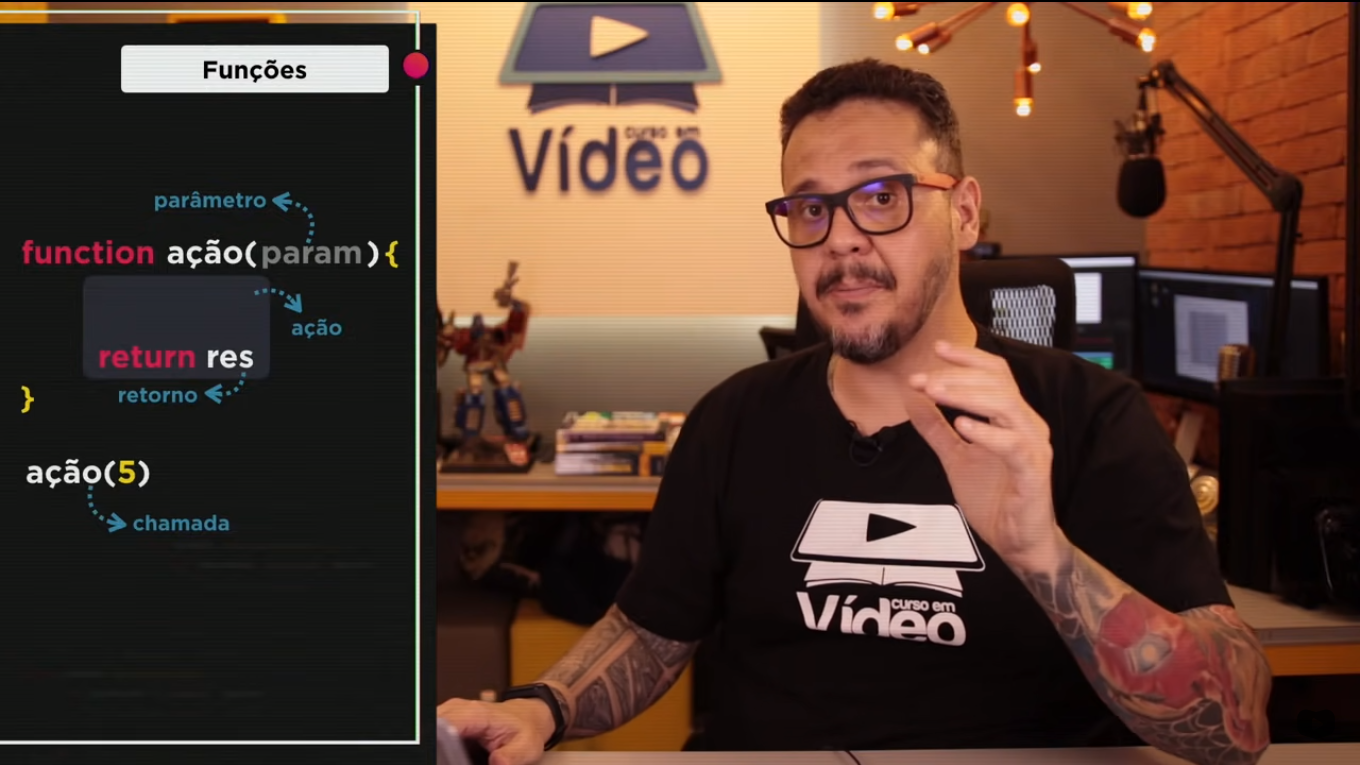 Funções
parâmetro
function ação(param){
ação
return res
retorno
}
ação(5)
chamada
curso em
Vídeo
curso em
Vídeo